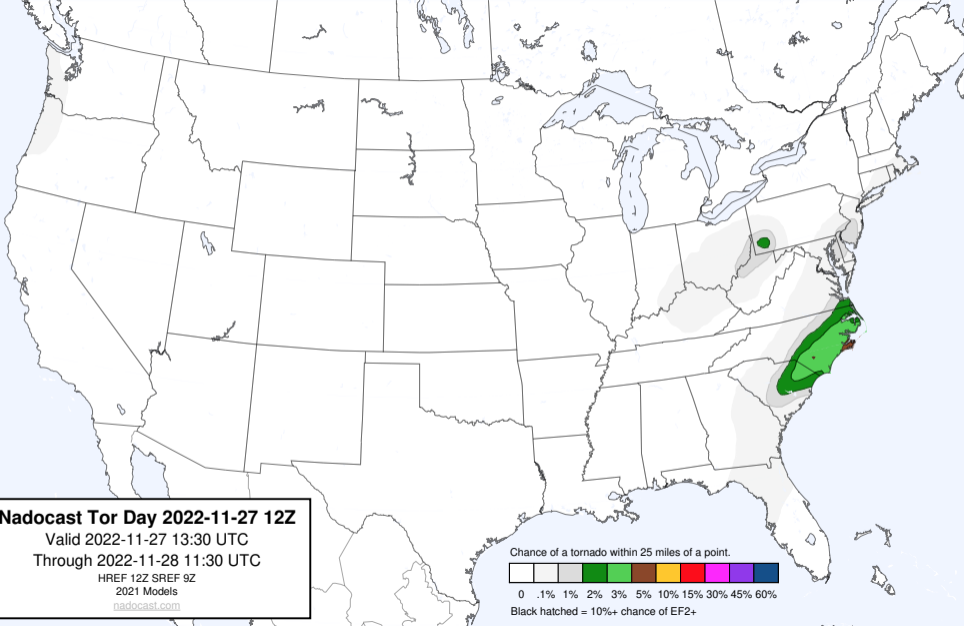 Nadocast Tor Day 2022-11-27 12Z
Valid 2022-11-27 13:30 UTC
Through 2022-11-28 11:30 UTC
HREF 12Z SREF 9Z
2021 Models
nadocast.com
Chance of a tornado within 25 miles of a point.
0 .1% 1% 2% 3% 5% 10% 15% 30% 45% 60%
Black hatched = 10%+ chance of EF2+